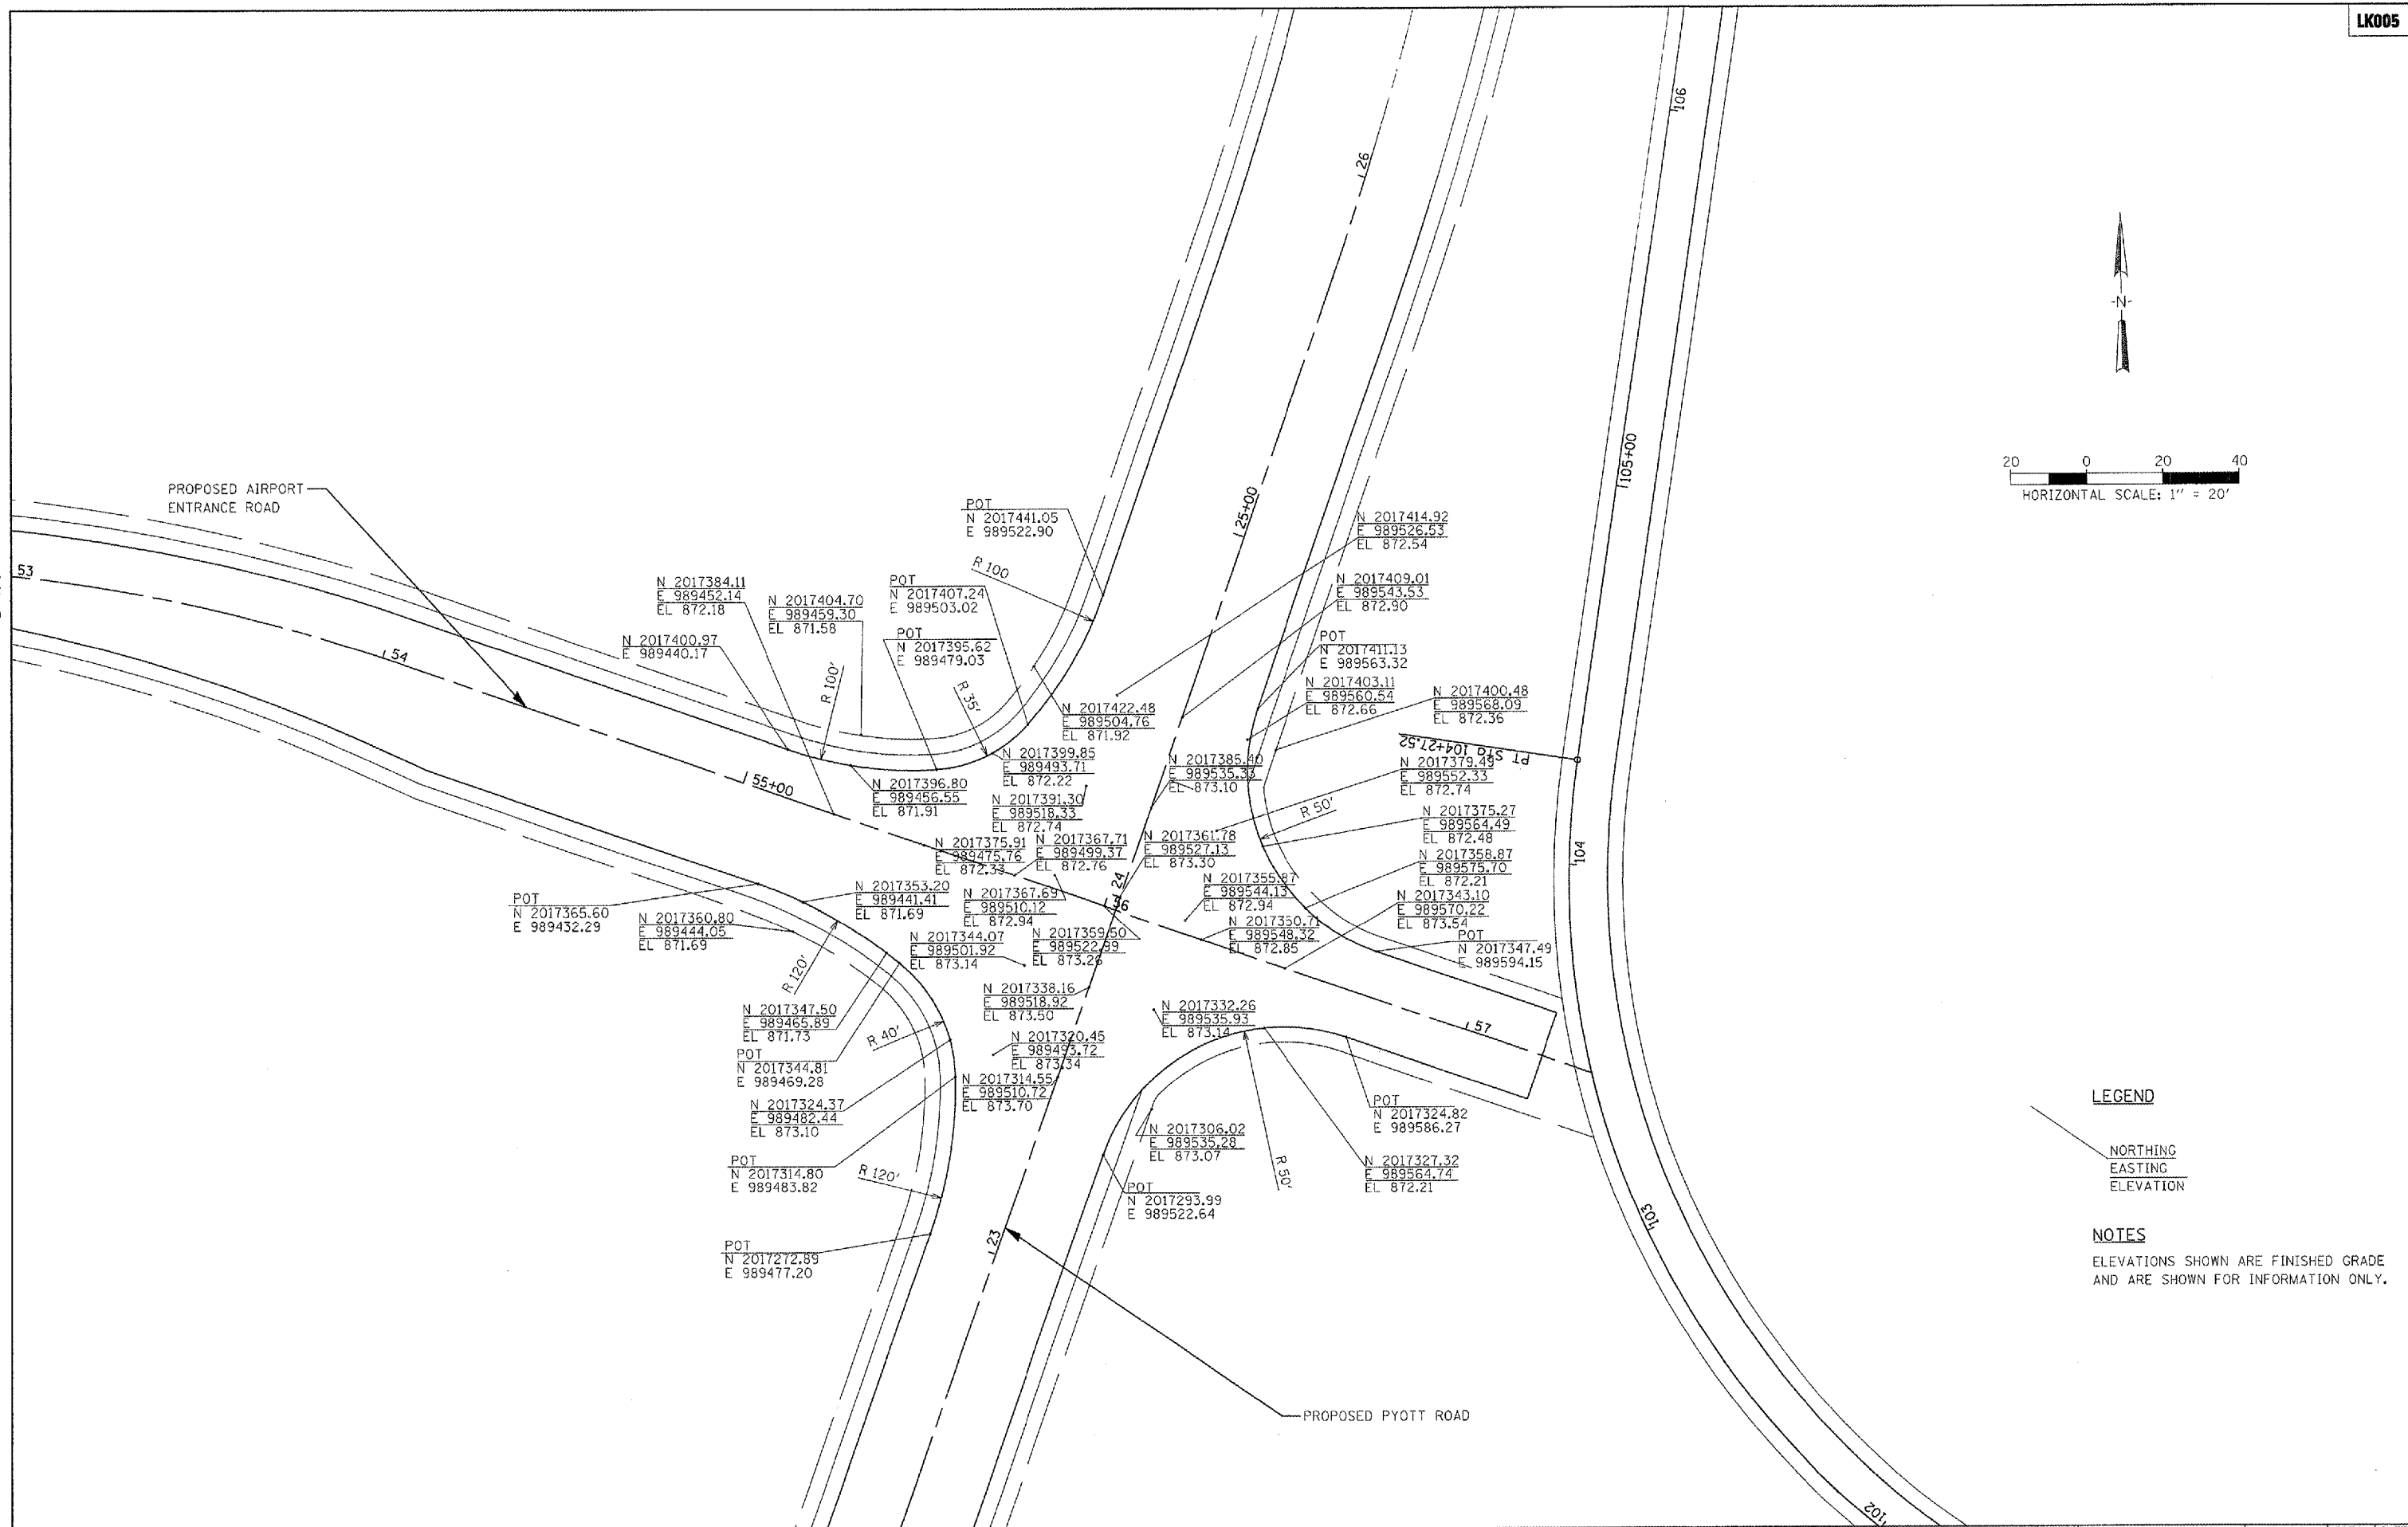 LK005
106
26
105+00
20 0 20 40
HORIZONTAL SCALE: 1" = 20'
-N-
PROPOSED AIRPORT
ENTRANCE ROAD
53
54
55+00
25+00
POT
N 2017441.05
E 989522.90
R 100
N 2017414.92
E 989526.53
EL 872.54
N 2017384.11
E 989452.14
EL 872.18
N 2017404.70
E 989459.30
EL 871.58
POT
N 2017407.24
E 989503.02
N 2017409.01
E 989543.53
EL 872.90
N 2017400.97
E 989440.17
POT
N 2017395.62
E 989479.03
POT
N 2017411.13
E 989563.32
R 100'
R 35'
N 2017403.11
E 989560.54
EL 872.66
N 2017400.48
E 989568.09
EL 872.36
N 2017422.48
E 989504.76
EL 871.92
PT Sta 104+27.52
N 2017399.85
E 989493.71
EL 872.22
N 2017385.40
E 989535.33
EL 873.10
N 2017379.49
E 989552.33
EL 872.74
N 2017396.80
E 989456.55
EL 871.91
N 2017391.30
E 989518.33
EL 872.74
R 50'
N 2017375.27
E 989564.49
EL 872.48
N 2017375.91
E 989475.76
EL 872.33
N 2017367.71
E 989499.37
EL 872.76
N 2017361.78
E 989527.13
EL 873.30
N 2017358.87
E 989575.70
EL 872.21
104
24
56
POT
N 2017365.60
E 989432.29
N 2017353.20
E 989441.41
EL 871.69
N 2017367.69
E 989510.12
EL 872.94
N 2017355.87
E 989544.13
EL 872.94
N 2017343.10
E 989570.22
EL 873.54
N 2017360.80
E 989444.05
EL 871.69
N 2017344.07
E 989501.92
EL 873.14
N 2017359.50
E 989522.99
EL 873.26
N 2017350.71
E 989548.32
EL 872.85
POT
N 2017347.49
E 989594.15
R 120'
N 2017338.16
E 989518.92
EL 873.50
N 2017332.26
E 989535.93
EL 873.14
57
N 2017347.50
E 989465.89
EL 871.73
R 40'
N 2017320.45
E 989493.72
EL 873.34
POT
N 2017344.81
E 989469.28
N 2017314.55
E 989510.72
EL 873.70
N 2017324.37
E 989482.44
EL 873.10
POT
N 2017324.82
E 989586.27
N 2017306.02
E 989535.28
EL 873.07
POT
N 2017314.80
E 989483.82
R 120'
R 50'
N 2017327.32
E 989564.74
EL 872.21
POT
N 2017293.99
E 989522.64
23
POT
N 2017272.89
E 989477.20
103
102
PROPOSED PYOTT ROAD
LEGEND
NORTHING
EASTING
ELEVATION
NOTES
ELEVATIONS SHOWN ARE FINISHED GRADE
AND ARE SHOWN FOR INFORMATION ONLY.